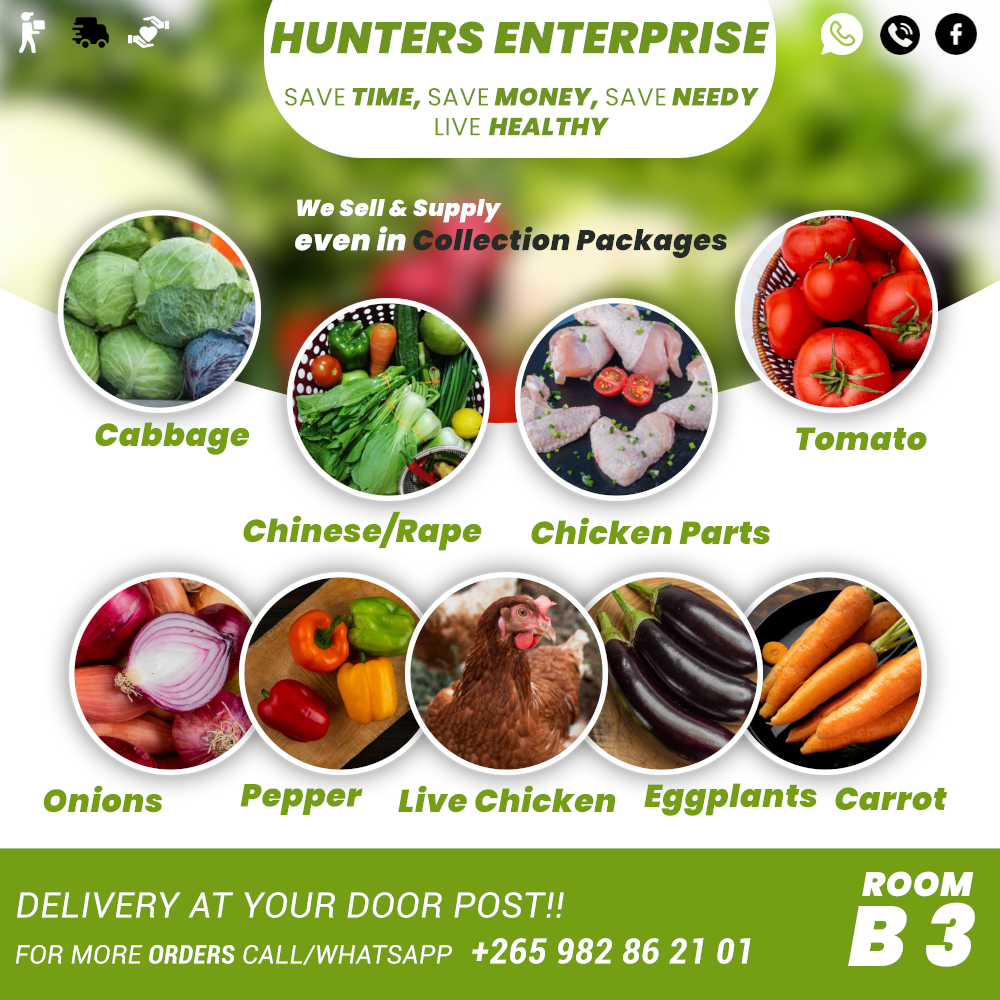 HUNTERS ENTERPRISE
SAVE TIME, SAVE MONEY, SAVE NEEDY
LIVE HEALTHY
We Sell & Supply
even in Collection Packages
Cabbage
Tomato
Chinese/Rape
Chicken Parts
Onions
Pepper
Live Chicken
Eggplants
Carrot
DELIVERY AT YOUR DOOR POST!!
FOR MORE ORDERS CALL/WHATSAPP +265 982 86 21 01
ROOM
B 3